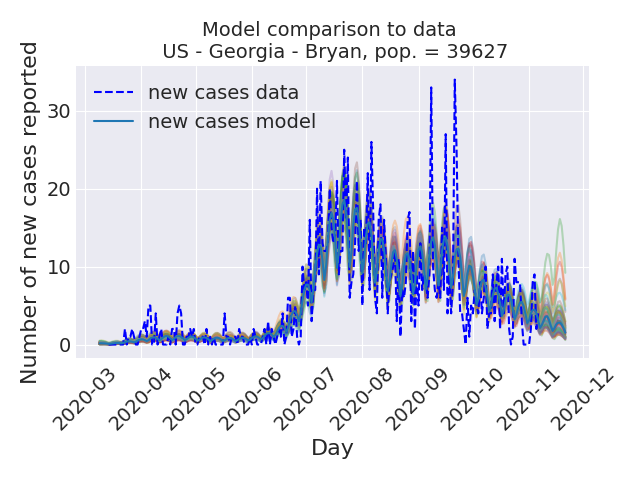 Model comparison to data
US - Georgia - Bryan, pop. = 39627
Number of new cases reported
30
20
10
0
new cases data
new cases model
2020-03
2020-04
2020-05
2020-06
2020-07
2020-08
2020-09
2020-10
2020-11
2020-12
Day